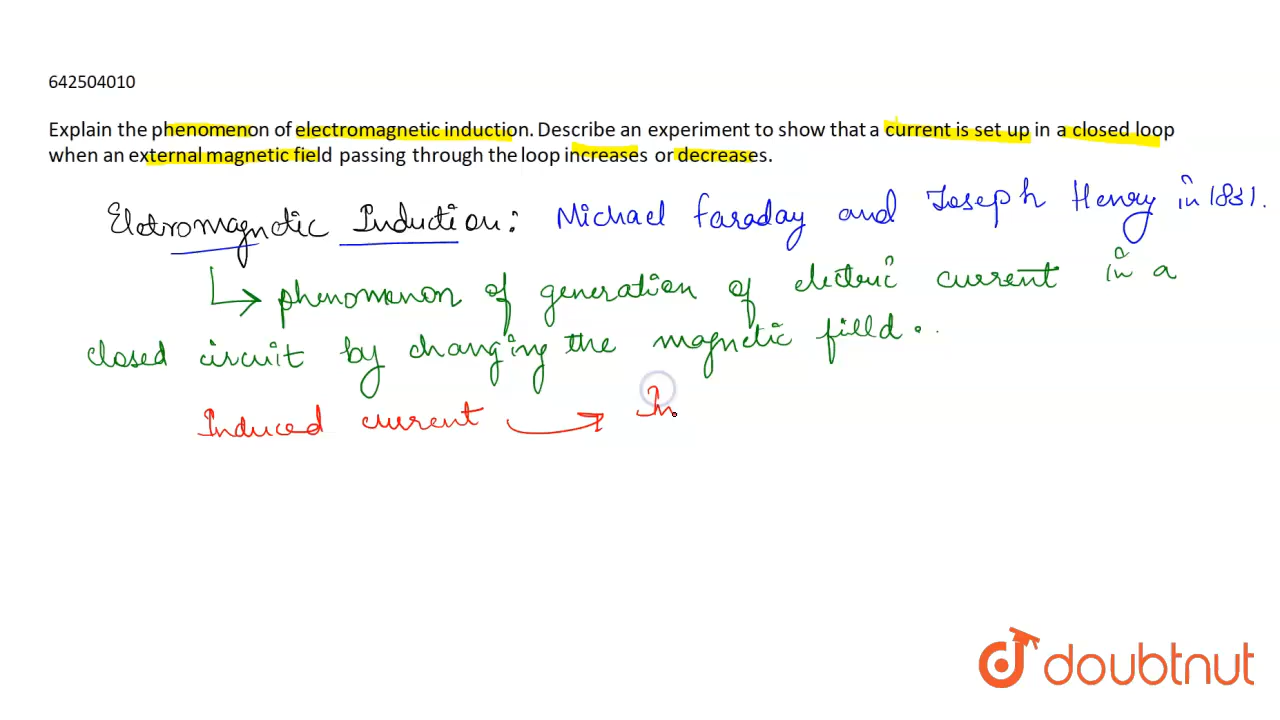 642504010
Explain the phenomenon of electromagnetic induction. Describe an experiment to show that a current is set up in a closed loop
when an external magnetic field passing through the loop increases or decreases.
Eletromagnetic Induction: Michael Faraday and Joseph Henry in 1831.
phenomenon of generation of electric current in a
closed circuit by changing the magnetic filld.
Induced current In
doubtnut